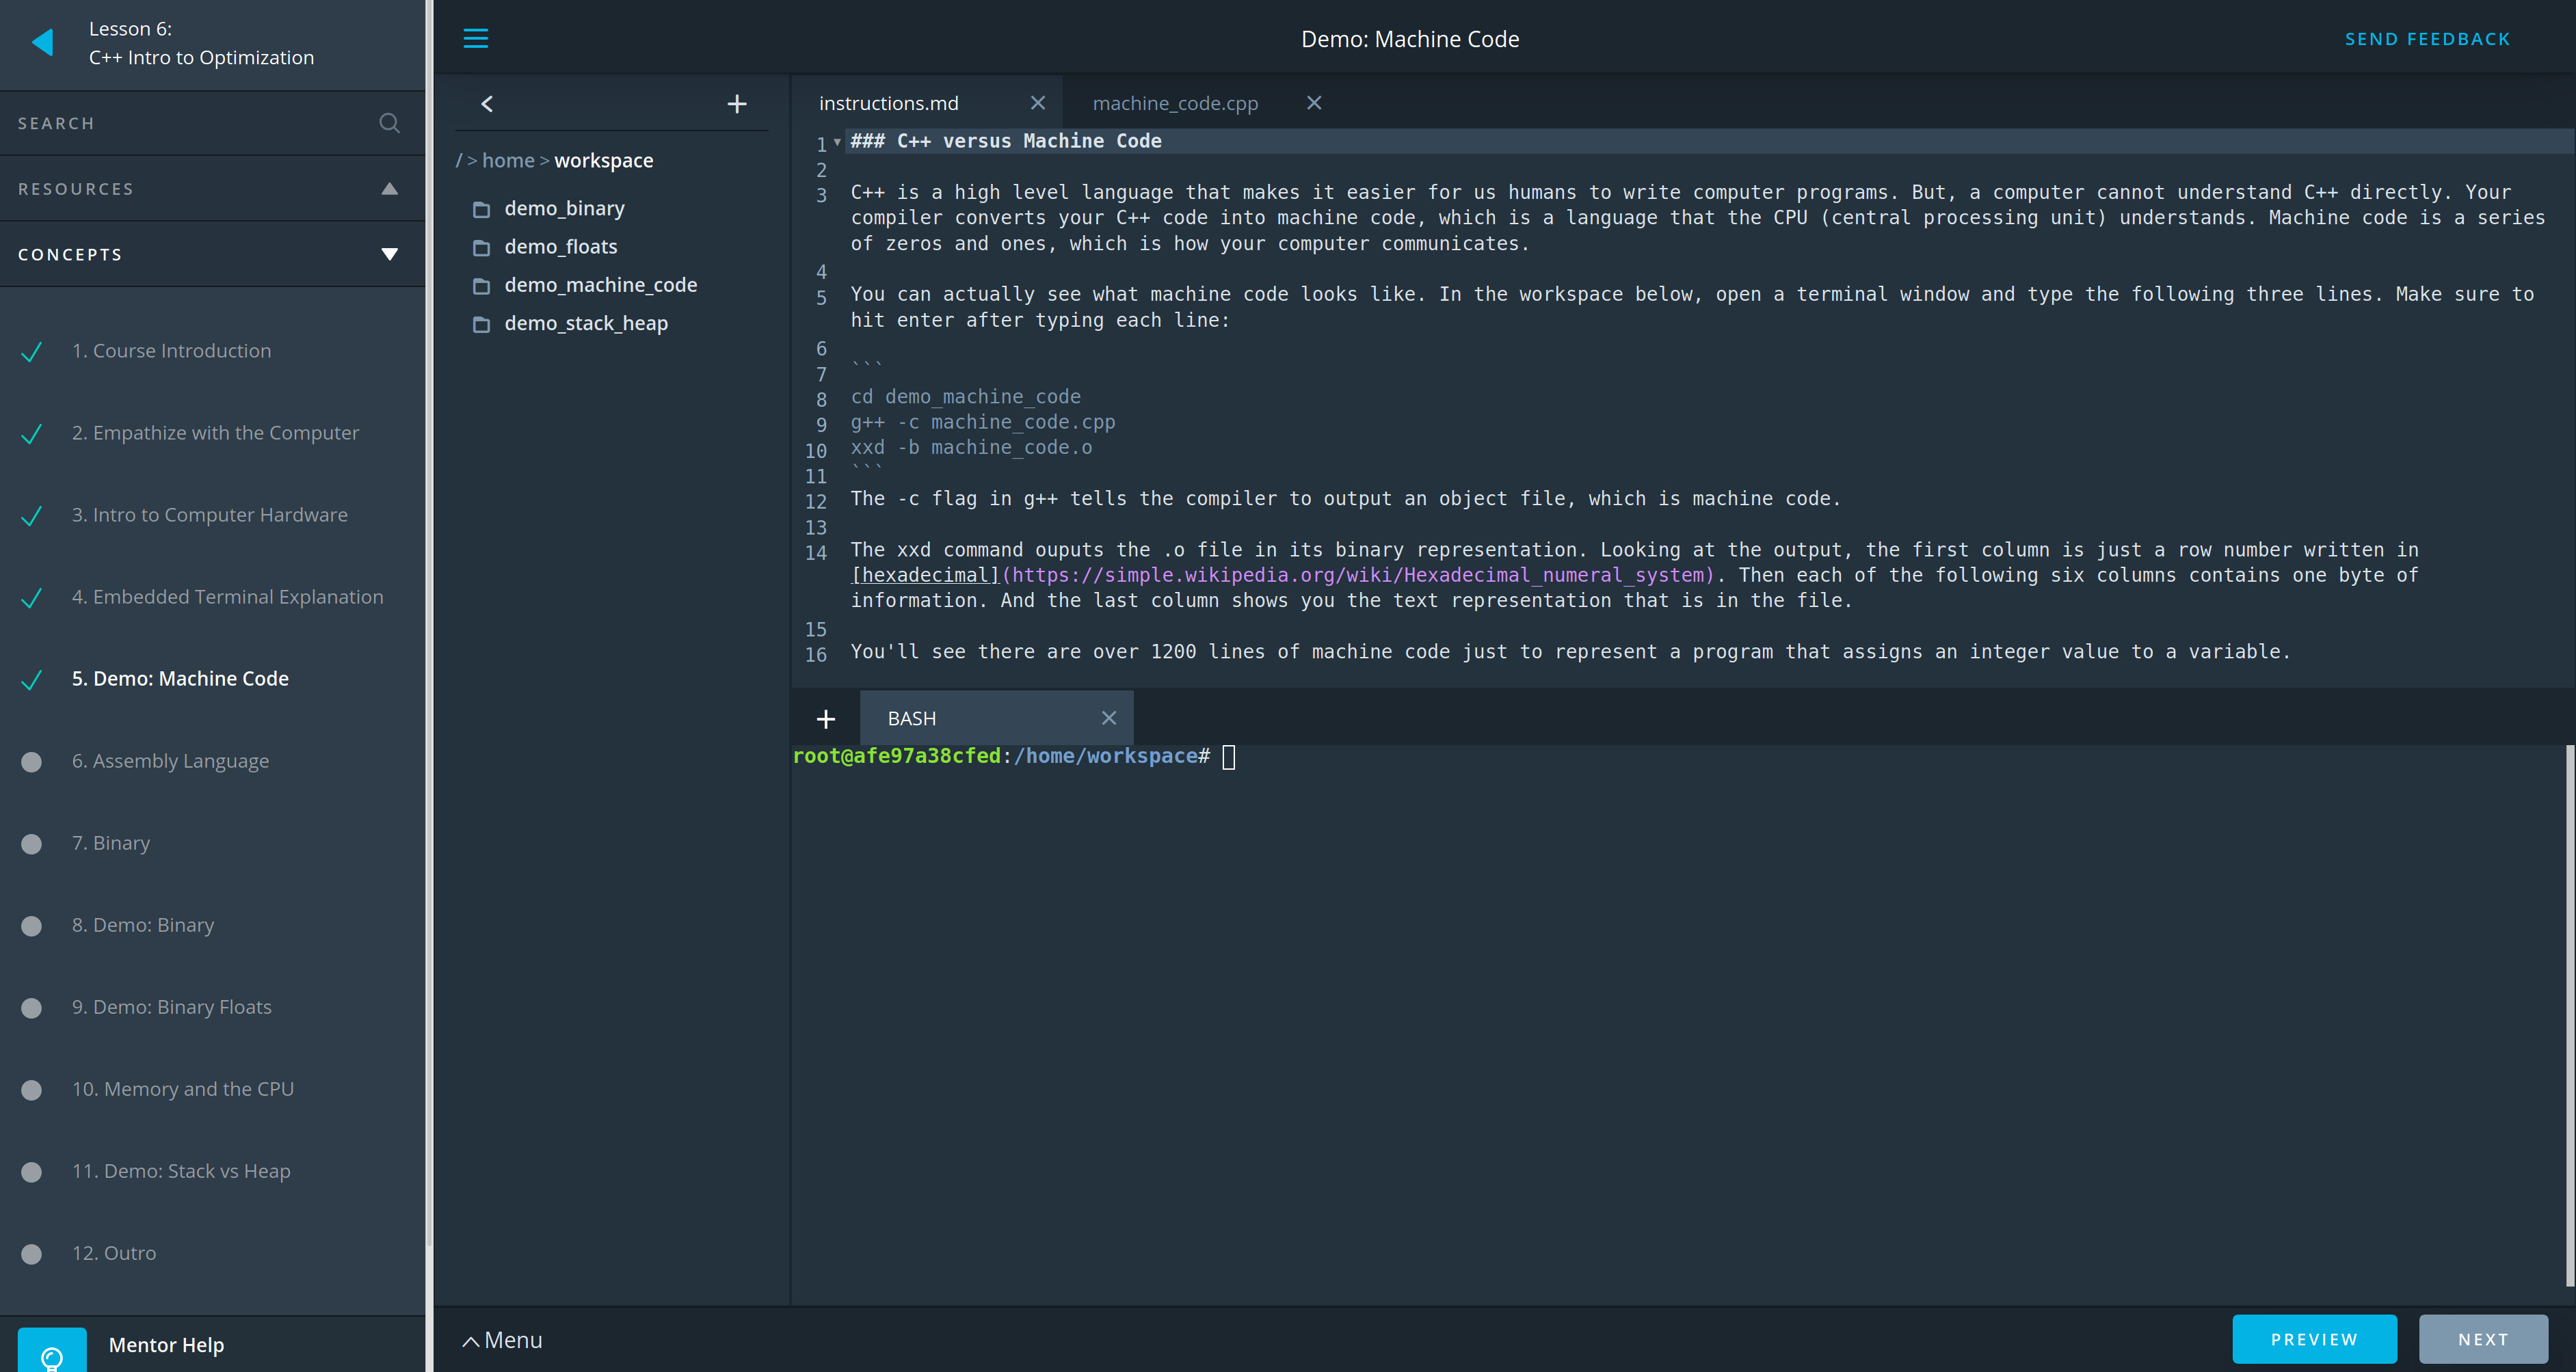 Lesson 6:
C++ Intro to Optimization
SEARCH
RESOURCES
CONCEPTS
1. Course Introduction
2. Empathize with the Computer
3. Intro to Computer Hardware
4. Embedded Terminal Explanation
5. Demo: Machine Code
6. Assembly Language
7. Binary
8. Demo: Binary
9. Demo: Binary Floats
10. Memory and the CPU
11. Demo: Stack vs Heap
12. Outro
Mentor Help
Demo: Machine Code
SEND FEEDBACK
/ > home > workspace
demo_binary
demo_floats
demo_machine_code
demo_stack_heap
instructions.md
machine_code.cpp
1 ### C++ versus Machine Code
2
3 C++ is a high level language that makes it easier for us humans to write computer programs. But, a computer cannot understand C++ directly. Your
compiler converts your C++ code into machine code, which is a language that the CPU (central processing unit) understands. Machine code is a series
of zeros and ones, which is how your computer communicates.
4
5 You can actually see what machine code looks like. In the workspace below, open a terminal window and type the following three lines. Make sure to
hit enter after typing each line:
6
7 ```
8 cd demo_machine_code
9 g++ -c machine_code.cpp
10 xxd -b machine_code.o
11 ```
12 The -c flag in g++ tells the compiler to output an object file, which is machine code.
13
14 The xxd command ouputs the .o file in its binary representation. Looking at the output, the first column is just a row number written in
[hexadecimal](https://simple.wikipedia.org/wiki/Hexadecimal_numeral_system). Then each of the following six columns contains one byte of
information. And the last column shows you the text representation that is in the file.
15
16 You'll see there are over 1200 lines of machine code just to represent a program that assigns an integer value to a variable.
BASH
root@afe97a38cfed:/home/workspace#
Menu
PREVIEW
NEXT